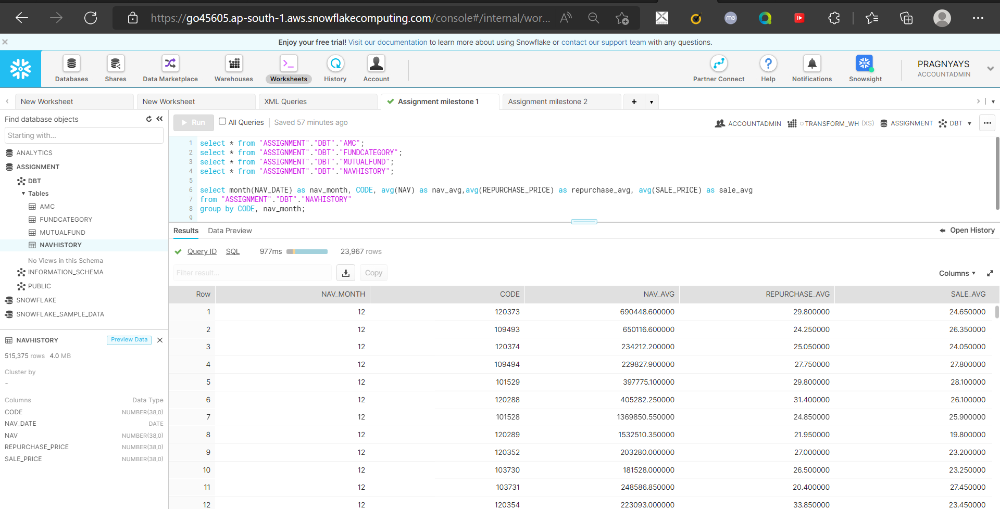 https://go45605.ap-south-1.aws.snowflakecomputing.com/console#/internal/wor...
me
Enjoy your free trial! Visit our documentation to learn more about using Snowflake or contact our support team with any questions.
Databases
Shares
Data Marketplace
Warehouses
Worksheets
History
Account
Partner Connect
Help
Notifications
Snowsight
PRAGNYAYS
ACCOUNTADMIN
New Worksheet
New Worksheet
XML Queries
Assignment milestone 1
Assignment milestone 2
Find database objects
Starting with...
ANALYTICS
ASSIGNMENT
DBT
Tables
AMC
FUNDCATEGORY
MUTUALFUND
NAVHISTORY
No Views in this Schema
INFORMATION_SCHEMA
PUBLIC
SNOWFLAKE
SNOWFLAKE_SAMPLE_DATA
NAVHISTORY Preview Data
515,375 rows 4.0 MB
Cluster by
-
Columns Data Type
CODE NUMBER(38,0)
NAV_DATE DATE
NAV NUMBER(38,0)
REPURCHASE_PRICE NUMBER(38,0)
SALE_PRICE NUMBER(38,0)
Run All Queries Saved 57 minutes ago
ACCOUNTADMIN TRANSFORM_WH (XS) ASSIGNMENT DBT
1 select * from "ASSIGNMENT"."DBT"."AMC";
2 select * from "ASSIGNMENT"."DBT"."FUNDCATEGORY";
3 select * from "ASSIGNMENT"."DBT"."MUTUALFUND";
4 select * from "ASSIGNMENT"."DBT"."NAVHISTORY";
5
6 select month(NAV_DATE) as nav_month, CODE, avg(NAV) as nav_avg,avg(REPURCHASE_PRICE) as repurchase_avg, avg(SALE_PRICE) as sale_avg
7 from "ASSIGNMENT"."DBT"."NAVHISTORY"
8 group by CODE, nav_month;
9
Results Data Preview
Open History
Query ID SQL 977ms 23,967 rows
Filter result...
Copy
Columns
Row NAV_MONTH CODE NAV_AVG REPURCHASE_AVG SALE_AVG
1 12 120373 690448.600000 29.800000 24.650000
2 12 109493 650116.600000 24.250000 26.350000
3 12 120374 234212.200000 25.050000 24.050000
4 12 109494 229827.900000 27.750000 27.800000
5 12 101529 397775.100000 29.800000 28.100000
6 12 120288 405282.250000 31.400000 26.100000
7 12 101528 1369850.550000 24.850000 25.900000
8 12 120289 1532510.350000 21.950000 19.800000
9 12 120352 203280.000000 27.000000 23.200000
10 12 103730 181528.000000 26.500000 23.250000
11 12 103731 248586.850000 20.400000 27.450000
12 12 120354 223093.000000 33.850000 23.450000